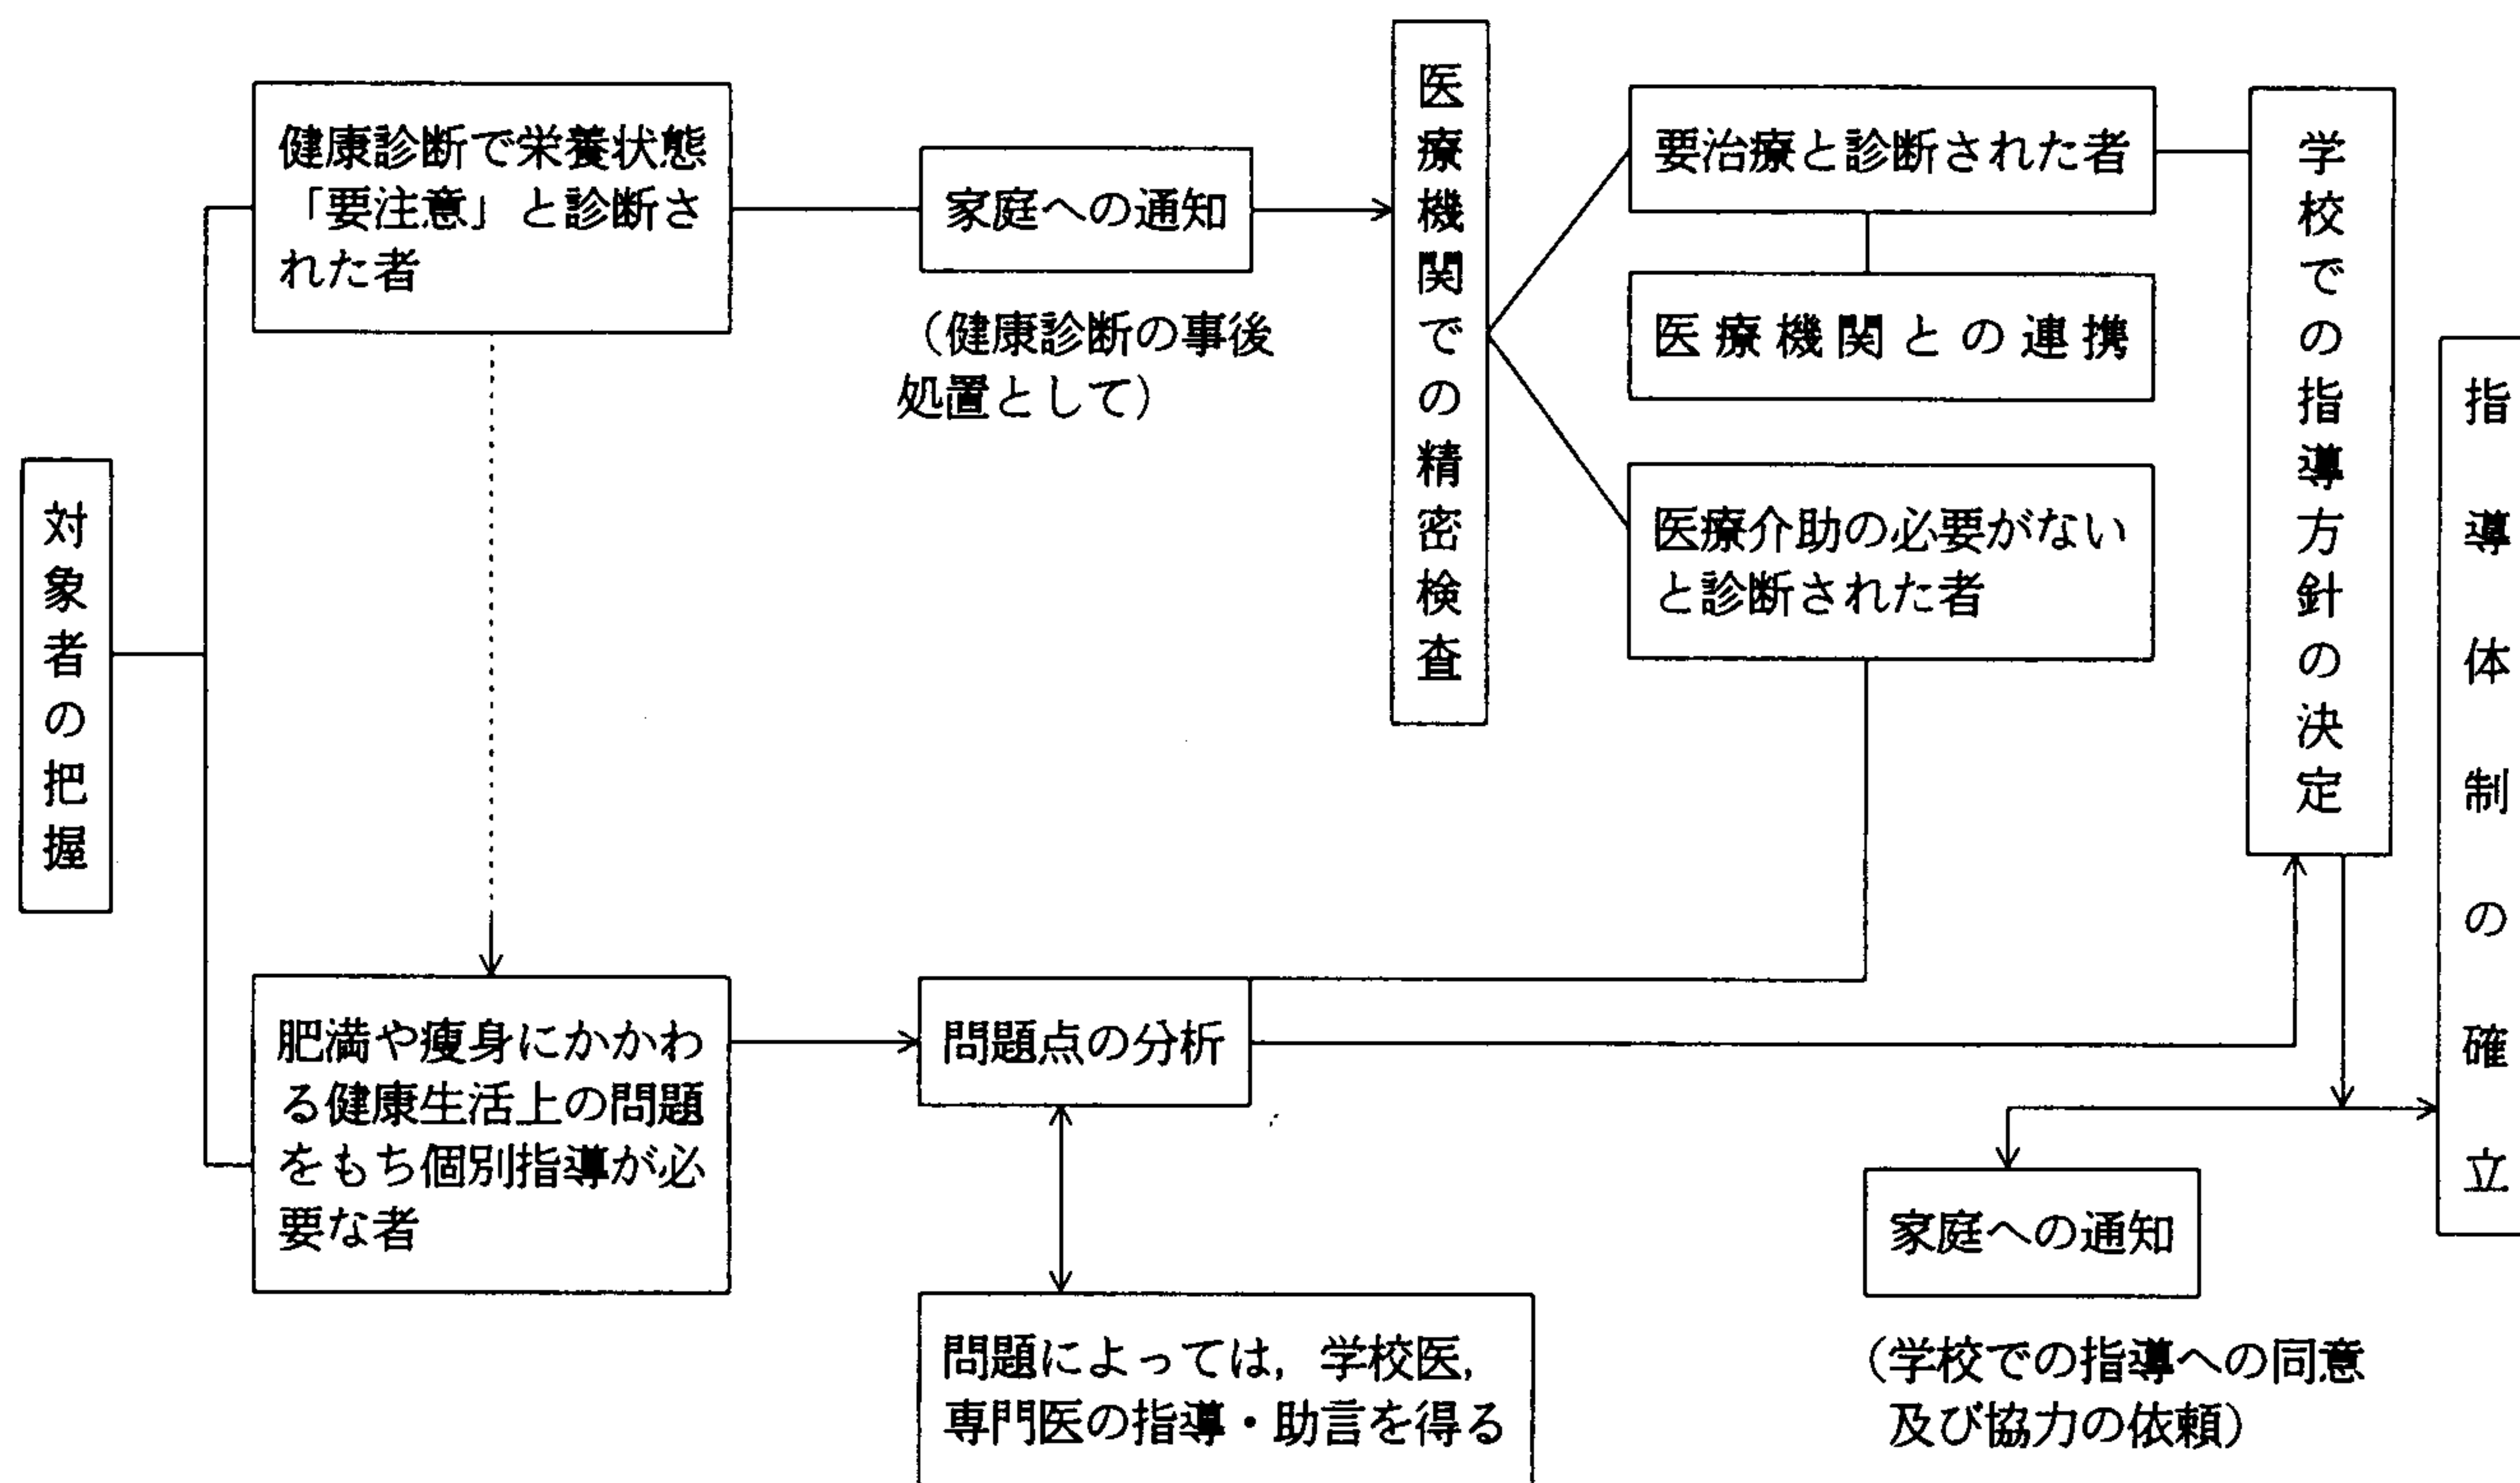 対象者の把握
健康診断で栄養状態
「要注意」と診断さ
れた者
家庭への通知
（健康診断の事後
処置として）
医療機関での精密検査
要治療と診断された者
医療機関との連携
医療介助の必要がない
と診断された者
学校での指導方針の決定
指導体制の確立
肥満や痩身にかかわ
る健康生活上の問題
をもち個別指導が必
要な者
問題点の分析
問題によっては，学校医，
専門医の指導・助言を得る
家庭への通知
（学校での指導への同意
及び協力の依頼）